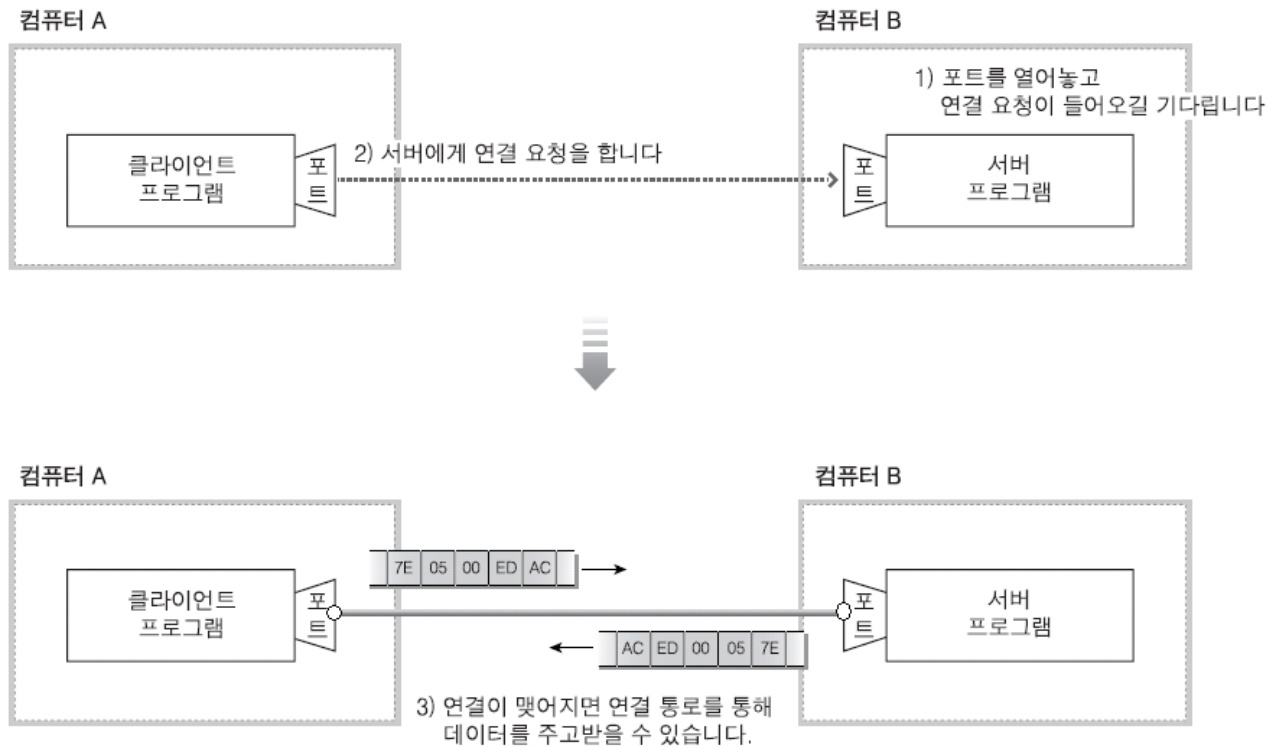 컴퓨터 A
컴퓨터 B
1) 포트를 열어놓고
연결 요청이 들어오길 기다립니다
클라이언트
프로그램
포
트
2) 서버에게 연결 요청을 합니다
포
트
서버
프로그램
컴퓨터 A
컴퓨터 B
7E 05 00 ED AC
클라이언트
프로그램
포
트
포
트
서버
프로그램
AC ED 00 05 7E
3) 연결이 맺어지면 연결 통로를 통해
데이터를 주고받을 수 있습니다.